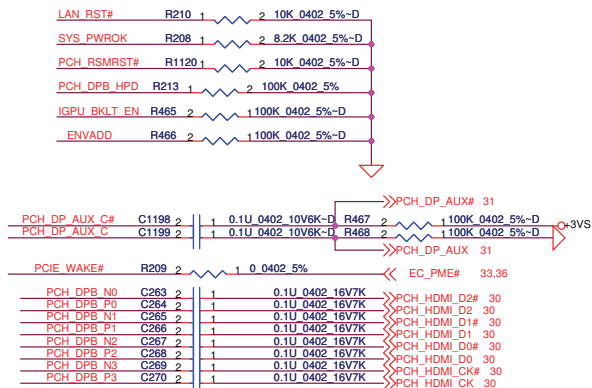 LAN_RST# R210 1 2 10K_0402_5%~D
SYS_PWROK R208 1 2 8.2K_0402_5%~D
PCH_RSMRST# R1120 1 2 10K_0402_5%~D
PCH_DPB_HPD R213 1 2 100K_0402_5%
IGPU_BKLT_EN R465 2 1 100K_0402_5%~D
ENVADD R466 2 1 100K_0402_5%~D
PCH_DP_AUX# 31
PCH_DP_AUX_C# C1198 2 1 0.1U_0402_10V6K~D R467 2 1 100K_0402_5%~D +3VS
PCH_DP_AUX_C C1199 2 1 0.1U_0402_10V6K~D R468 2 1 100K_0402_5%~D
PCH_DP_AUX 31
PCIE_WAKE# R209 2 1 0_0402_5% EC_PME# 33,36
PCH_DPB_N0 C263 2 1 0.1U_0402_16V7K PCH_HDMI_D2# 30
PCH_DPB_P0 C264 2 1 0.1U_0402_16V7K PCH_HDMI_D2 30
PCH_DPB_N1 C265 2 1 0.1U_0402_16V7K PCH_HDMI_D1# 30
PCH_DPB_P1 C266 2 1 0.1U_0402_16V7K PCH_HDMI_D1 30
PCH_DPB_N2 C267 2 1 0.1U_0402_16V7K PCH_HDMI_D0# 30
PCH_DPB_P2 C268 2 1 0.1U_0402_16V7K PCH_HDMI_D0 30
PCH_DPB_N3 C269 2 1 0.1U_0402_16V7K PCH_HDMI_CK# 30
PCH_DPB_P3 C270 2 1 0.1U_0402_16V7K PCH_HDMI_CK 30